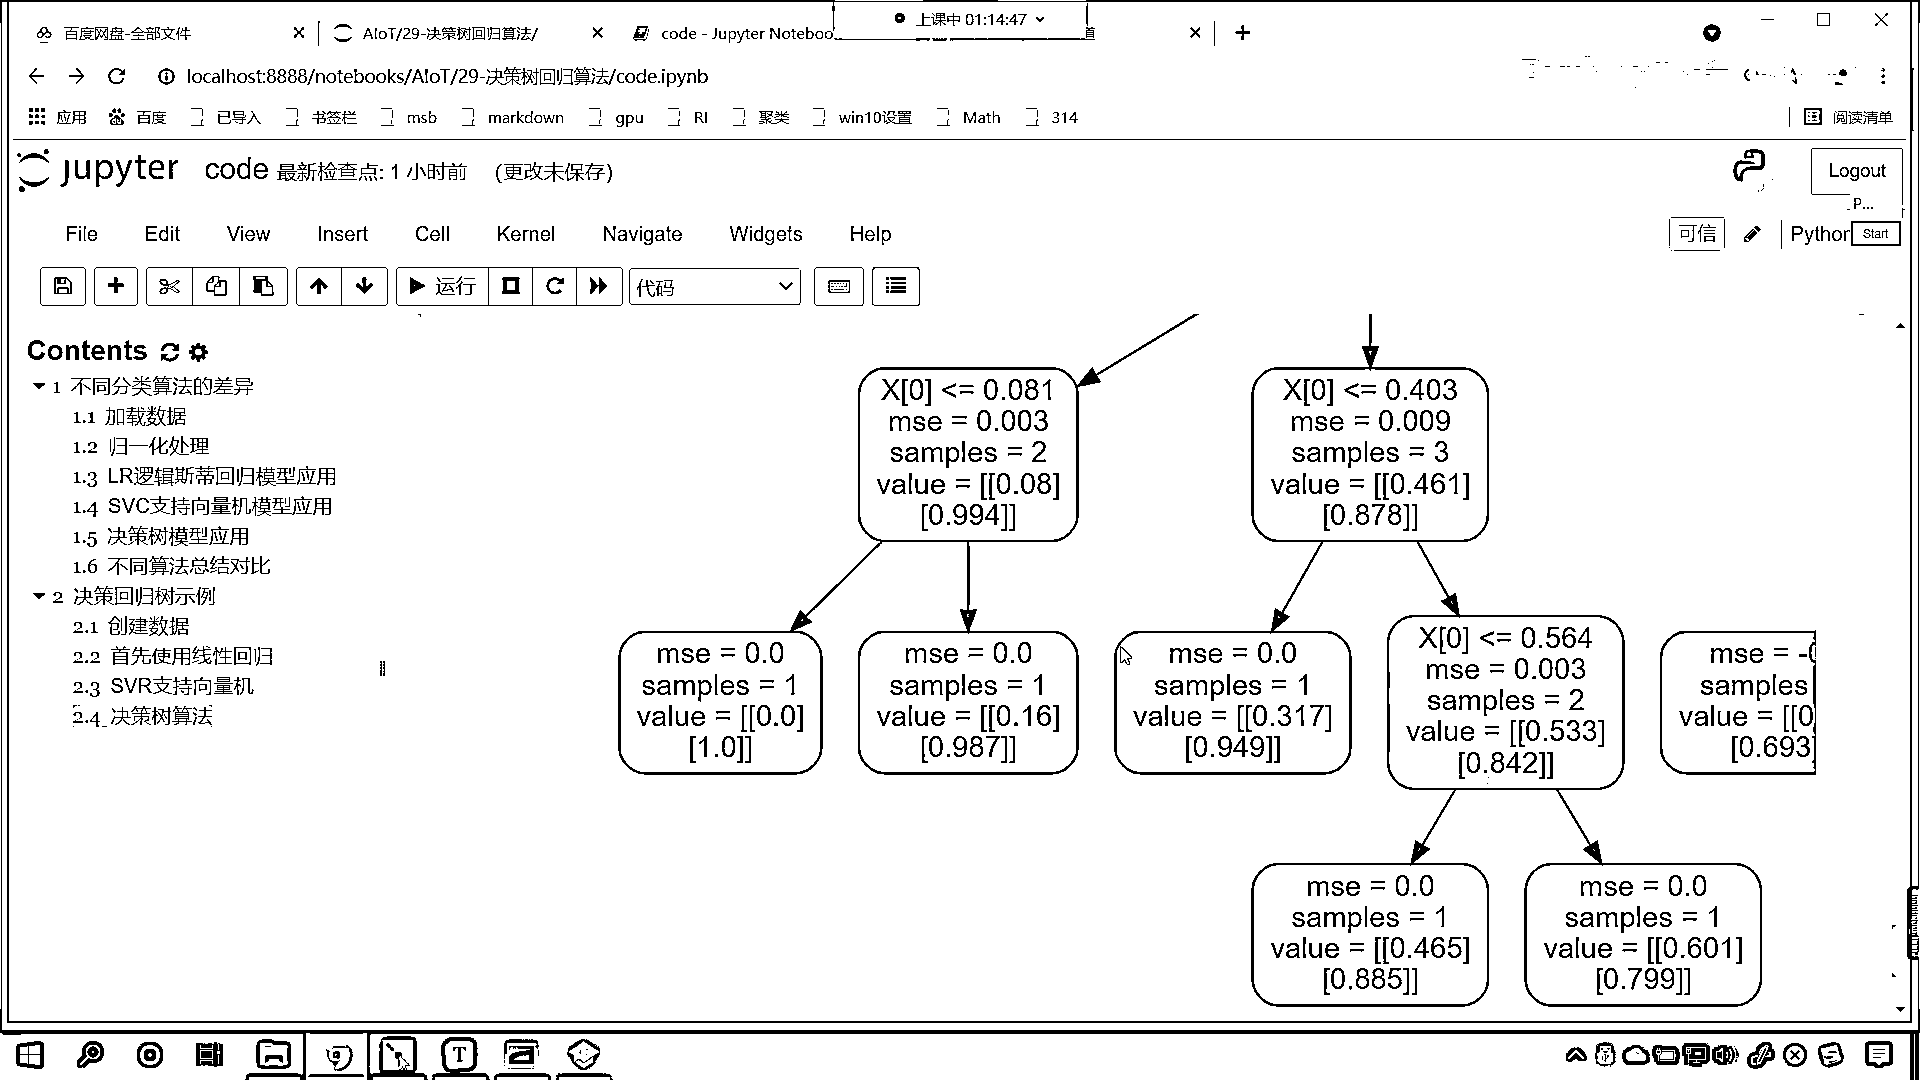 上课中 01:14:47
百度网盘-全部文件
AIoT/29-决策树回归算法/
code - Jupyter Noteboo
localhost:8888/notebooks/AIoT/29-决策树回归算法/code.ipynb
应用 百度 已导入 书签栏 msb markdown gpu RI 聚类 win10设置 Math 314 阅读清单
jupyter code 最新检查点: 1 小时前 (更改未保存)
Logout
p...
File Edit View Insert Cell Kernel Navigate Widgets Help
可信 Python
Start
运行 代码
Contents
1 不同分类算法的差异
1.1 加载数据
1.2 归一化处理
1.3 LR逻辑斯蒂回归模型应用
1.4 SVC支持向量机模型应用
1.5 决策树模型应用
1.6 不同算法总结对比
2 决策回归树示例
2.1 创建数据
2.2 首先使用线性回归
2.3 SVR支持向量机
2.4 决策树算法
X[0] <= 0.081
mse = 0.003
samples = 2
value = [[0.08]
[0.994]]
X[0] <= 0.403
mse = 0.009
samples = 3
value = [[0.461]
[0.878]]
mse = 0.0
samples = 1
value = [[0.0]
[1.0]]
mse = 0.0
samples = 1
value = [[0.16]
[0.987]]
mse = 0.0
samples = 1
value = [[0.317]
[0.949]]
X[0] <= 0.564
mse = 0.003
samples = 2
value = [[0.533]
[0.842]]
mse = -0
samples
value = [[0
[0.693]
mse = 0.0
samples = 1
value = [[0.465]
[0.885]]
mse = 0.0
samples = 1
value = [[0.601]
[0.799]]